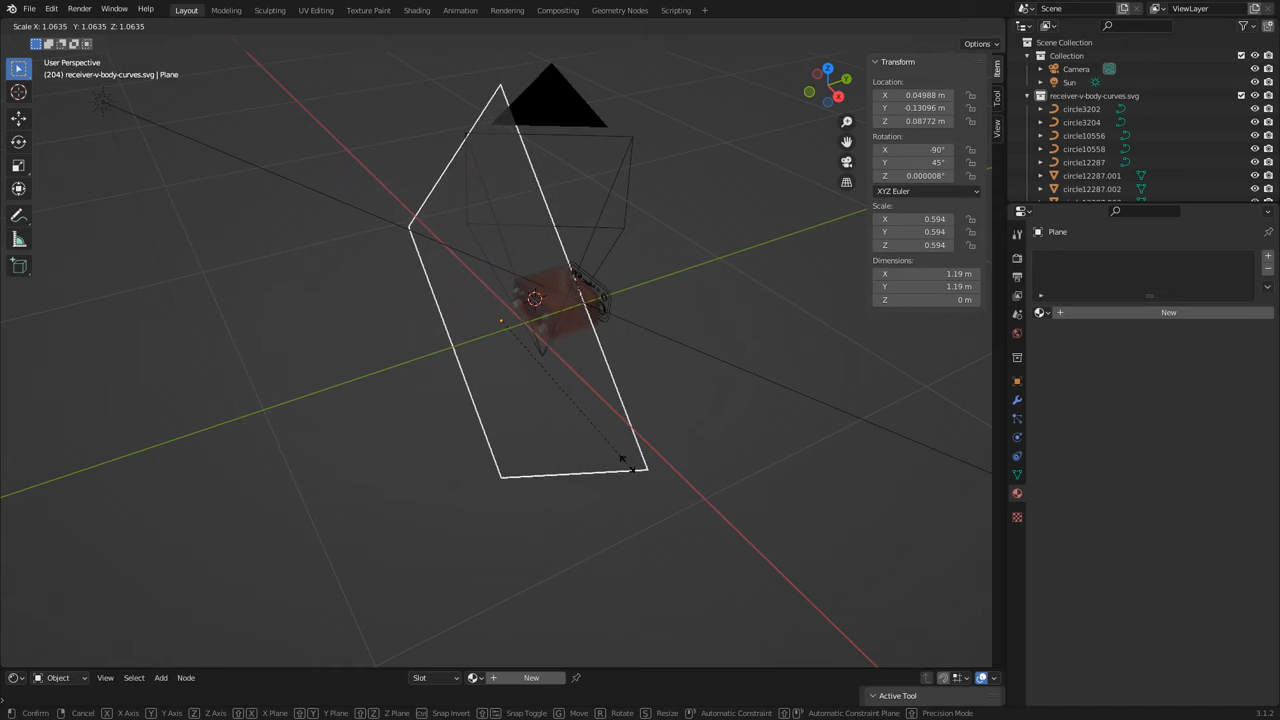 File Edit Render Window Help Layout Modeling Sculpting UV Editing Texture Paint Shading Animation Rendering Compositing Geometry Nodes Scripting + Scene ViewLayer
Scale X: 1.0635 Y: 1.0635 Z: 1.0635
Options
User Perspective
(204) receiver-v-body-curves.svg | Plane
Z
Y
X
Transform
Location:
X 0.04988 m
Y -0.13096 m
Z 0.08772 m
Rotation:
X -90°
Y 45°
Z 0.000008°
XYZ Euler
Scale:
X 0.594
Y 0.594
Z 0.594
Dimensions:
X 1.19 m
Y 1.19 m
Z 0 m
Item
Tool
View
Scene Collection
Collection
Camera
Sun
receiver-v-body-curves.svg
circle3202
circle3204
circle10556
circle10558
circle12287
circle12287.001
circle12287.002
Plane
+ New
Object View Select Add Node Slot + New
Active Tool
Confirm Cancel X X Axis Y Y Axis Z Z Axis X X Plane Y Y Plane Z Z Plane Snap Invert Snap Toggle G Move R Rotate S Resize Automatic Constraint Automatic Constraint Plane Precision Mode 3.1.2